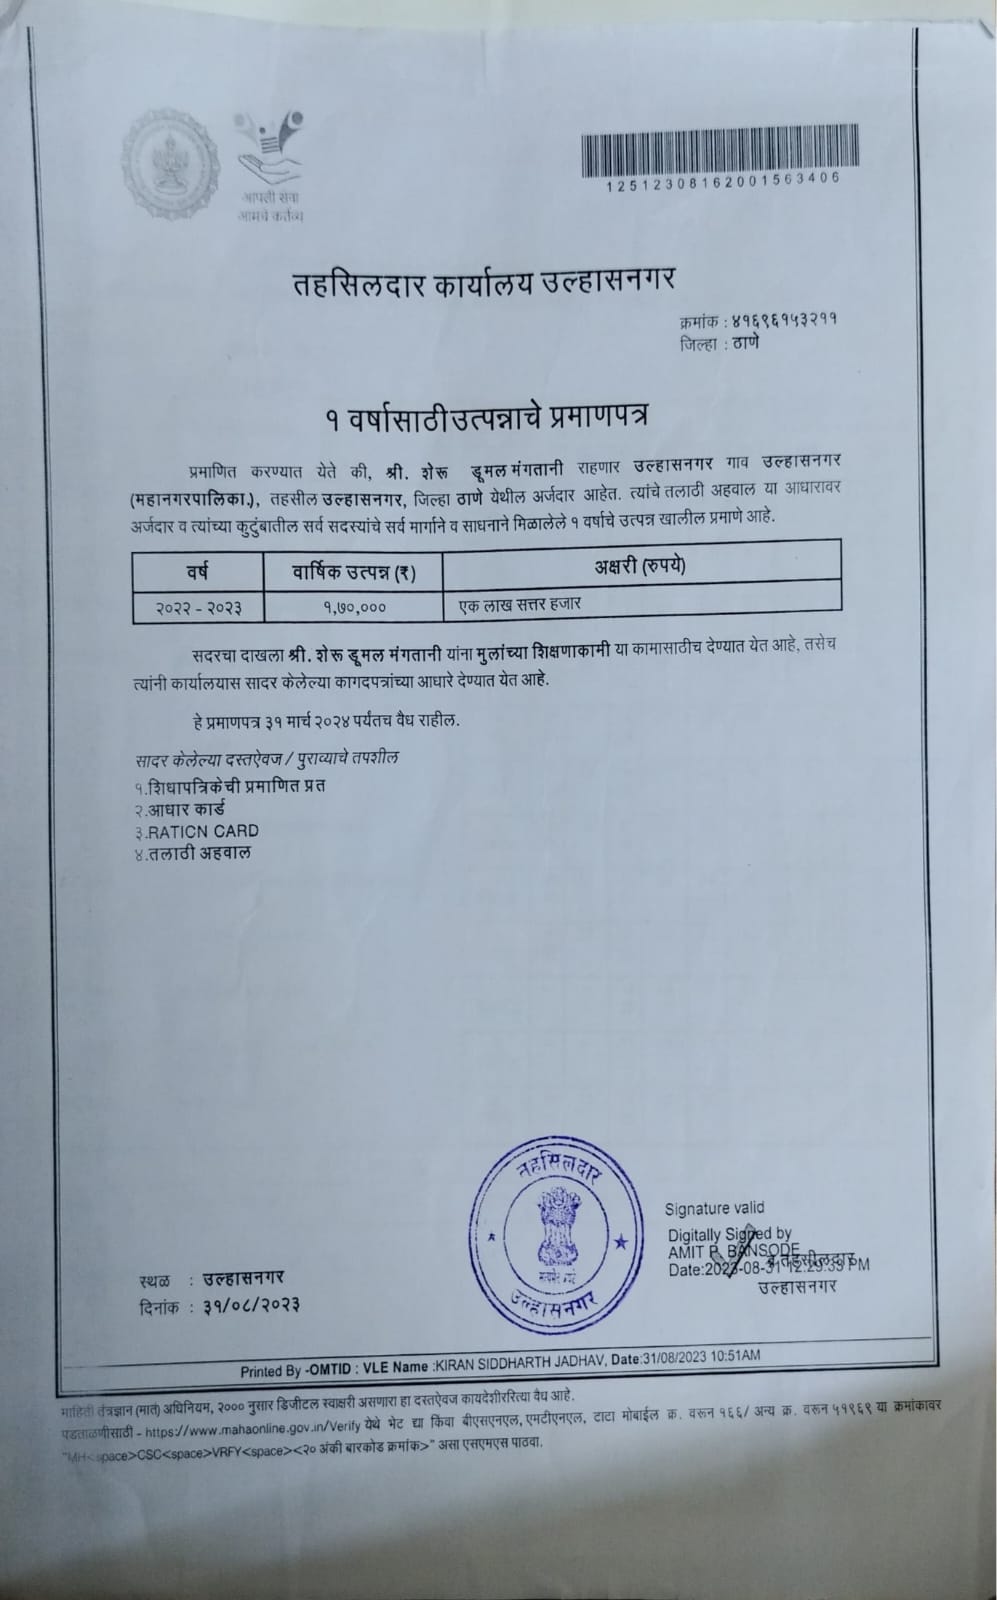 आपली सेवा
आमचे कर्तव्य
12512308162001563406
तहसिलदार कार्यालय उल्हासनगर
क्रमांक : ४१६९६१५३२११
जिल्हा : ठाणे
१ वर्षासाठी उत्पन्नाचे प्रमाणपत्र
प्रमाणित करण्यात येते की, श्री. शेरू डूमल मंगतानी राहणार उल्हासनगर गाव उल्हासनगर
(महानगरपालिका.), तहसील उल्हासनगर, जिल्हा ठाणे येथील अर्जदार आहेत. त्यांचे तलाठी अहवाल या आधारावर
अर्जदार व त्यांच्या कुटुंबातील सर्व सदस्यांचे सर्व मार्गाने व साधनाने मिळालेले १ वर्षाचे उत्पन्न खालील प्रमाणे आहे.
वर्ष वार्षिक उत्पन्न (₹) अक्षरी (रुपये)
२०२२ - २०२३ १,७०,००० एक लाख सत्तर हजार
सदरचा दाखला श्री. शेरू डूमल मंगतानी यांना मुलांच्या शिक्षणाकामी या कामासाठीच देण्यात येत आहे, तसेच
त्यांनी कार्यालयास सादर केलेल्या कागदपत्रांच्या आधारे देण्यात येत आहे.
हे प्रमाणपत्र ३१ मार्च २०२४ पर्यंतच वैध राहील.
सादर केलेल्या दस्तऐवज / पुराव्याचे तपशील
१.शिधापत्रिकेची प्रमाणित प्रत
२.आधार कार्ड
३.RATICN CARD
४.तलाठी अहवाल
तहसिलदार
सत्यमेव जयते
उल्हासनगर
Signature valid
Digitally Signed by
AMIT R. BANSODE
तहसीलदार
Date:2023-08-31 12:29:35 PM
उल्हासनगर
स्थळ : उल्हासनगर
दिनांक : ३१/०८/२०२३
Printed By -OMTID : VLE Name :KIRAN SIDDHARTH JADHAV, Date:31/08/2023 10:51AM
माहिती तंत्रज्ञान (मातं) अधिनियम, २००० नुसार डिजीटल स्वाक्षरी असणारा हा दस्तऐवज कायदेशीररित्या वैध आहे.
पडताळणीसाठी - https://www.mahaonline.gov.in/Verify येथे भेट द्या किंवा बीएसएनएल, एमटीएनएल, टाटा मोबाईल क्र. वरून १६६/ अन्य क्र. वरून ५१९६९ या क्रमांकावर
"MH<space>CSC<space>VRFY<space><२० अंकी बारकोड क्रमांक>" असा एसएमएस पाठवा.